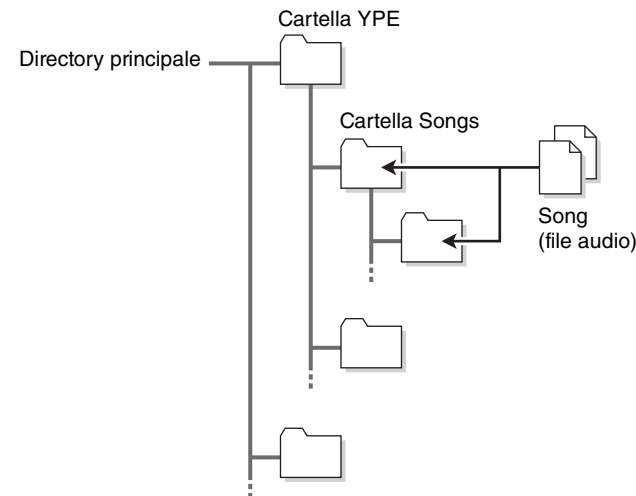 Cartella YPE
Directory principale
Cartella Songs
Song
(file audio)